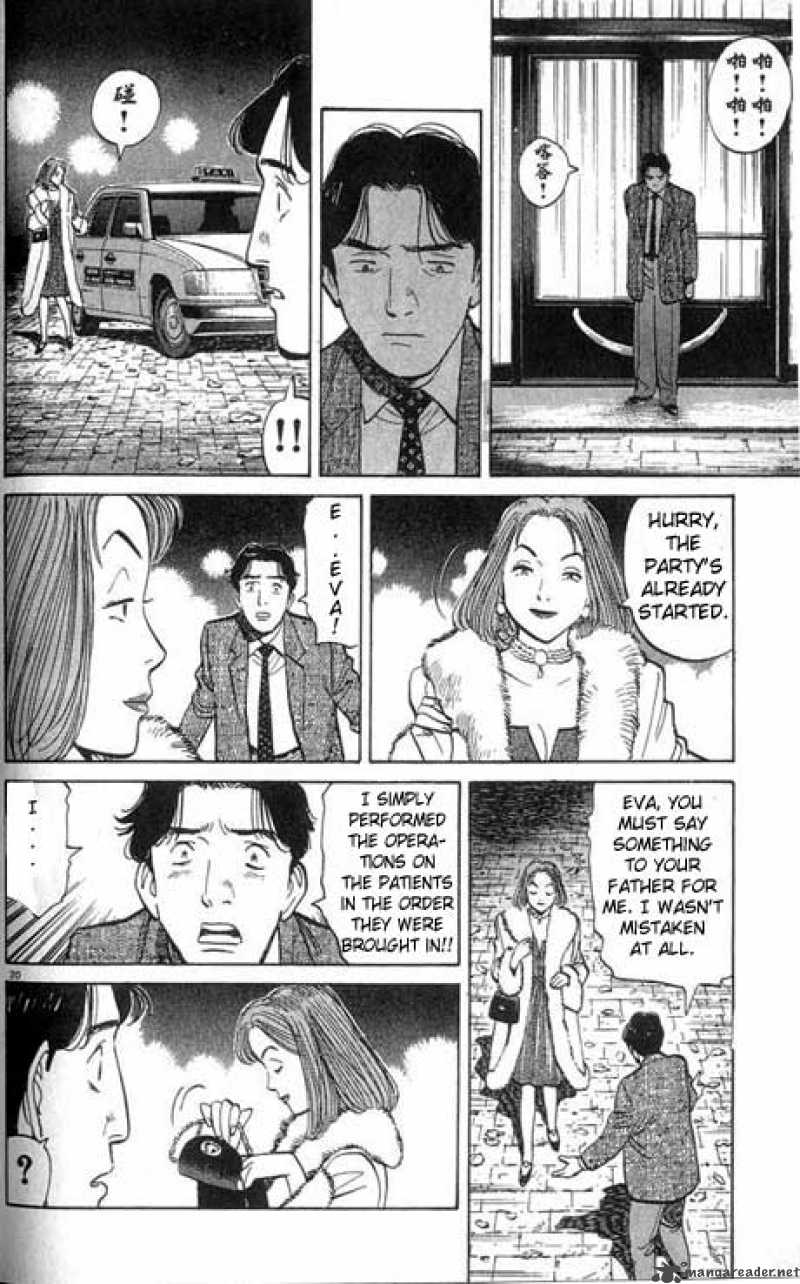 啪！啪！
啪！啪！
喀答！
碰！
TAXI
!!
HURRY,
THE
PARTY'S
ALREADY
STARTED.
E..EVA!
EVA, YOU
MUST SAY
SOMETHING
TO YOUR
FATHER FOR
ME. I WASN'T
MISTAKEN
AT ALL.
I SIMPLY
PERFORMED
THE OPERA-
TIONS ON
THE PATIENTS
IN THE ORDER
THEY WERE
BROUGHT IN!!
I...
20
?
mangareader.net